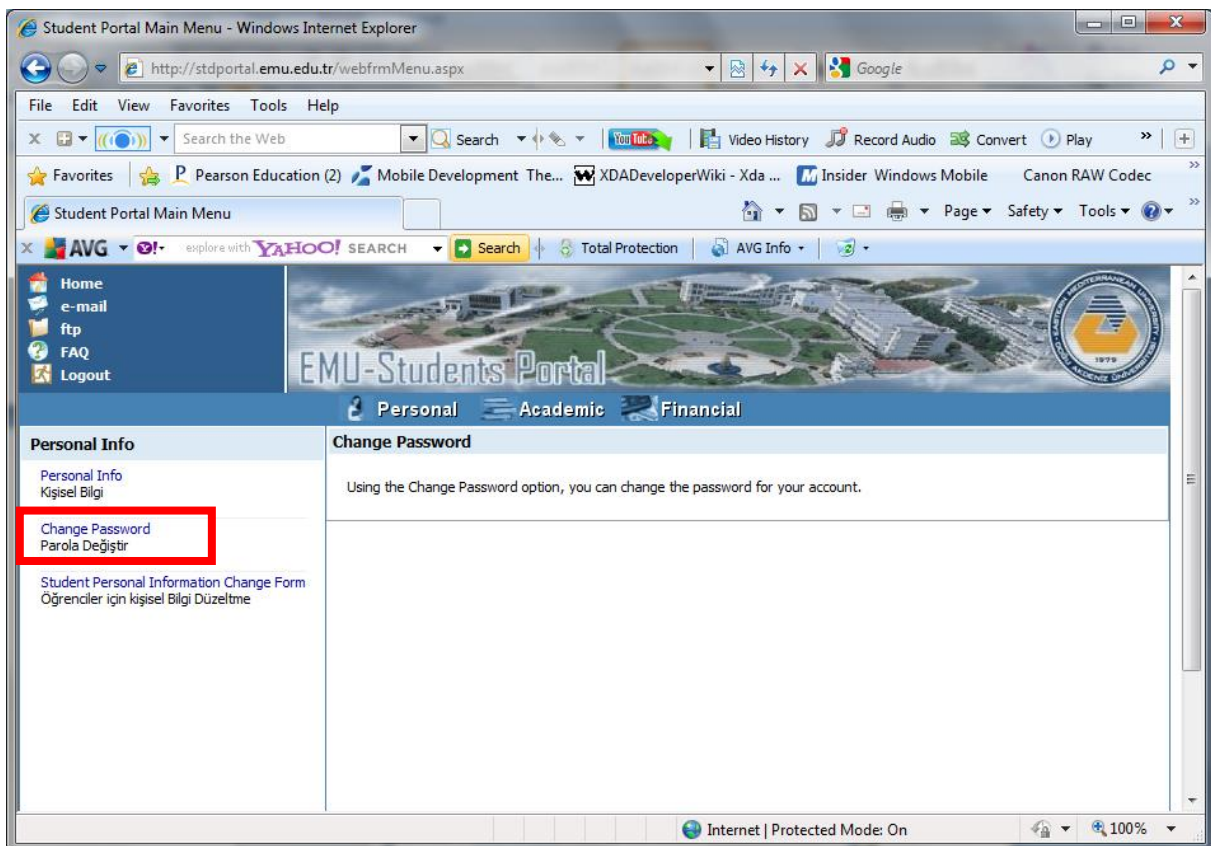 Student Portal Main Menu - Windows Internet Explorer
http://stdportal.emu.edu.tr/webfrmMenu.aspx
Google
File Edit View Favorites Tools Help
Search the Web
Search
You Tube
Video History
Record Audio
Convert
Play
Favorites
Pearson Education (2)
Mobile Development The...
XDADeveloperWiki - Xda ...
Insider Windows Mobile
Canon RAW Codec
Student Portal Main Menu
Page
Safety
Tools
AVG
explore with YAHOO! SEARCH
Search
Total Protection
AVG Info
Home
e-mail
ftp
FAQ
Logout
EMU-Students Portal
EASTERN MEDITERRANEAN UNIVERSITY
1979
Personal Academic Financial
Personal Info
Personal Info
Kişisel Bilgi
Change Password
Parola Değiştir
Student Personal Information Change Form
Öğrenciler için kişisel Bilgi Düzeltme
Change Password
Using the Change Password option, you can change the password for your account.
Internet | Protected Mode: On
100%